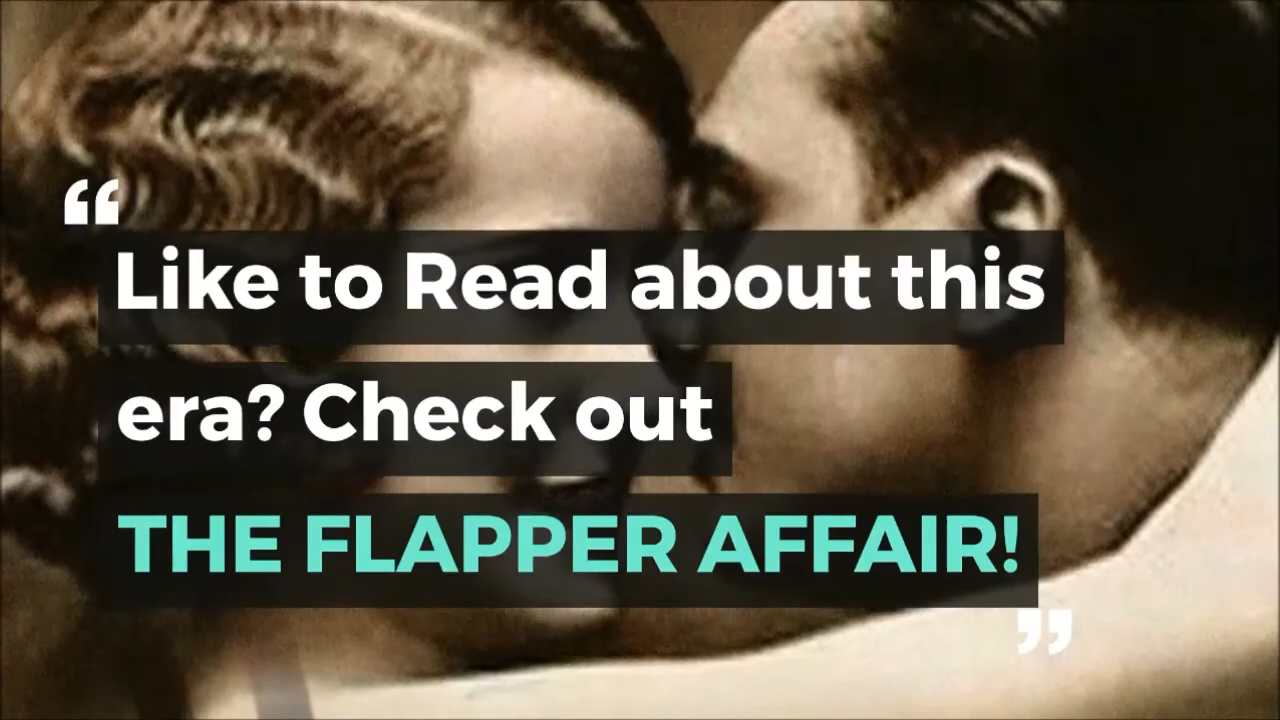 “
Like to Read about this
era? Check out
THE FLAPPER AFFAIR!
”